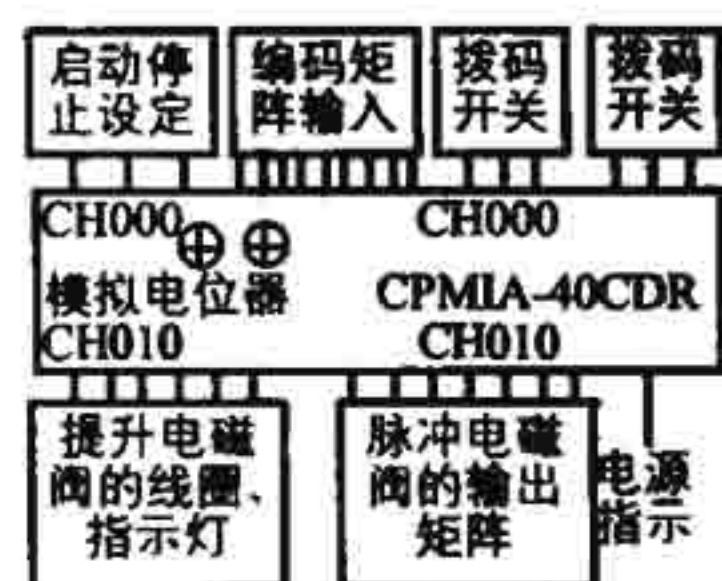 启动停
止设定
编码矩
阵输入
拨码
开关
拨码
开关
CH000
CH000
模拟电位器
CPMIA-40CDR
CH010
CH010
提升电磁
阀的线圈、
指示灯
脉冲电磁
阀的输出
矩阵
电源
指示